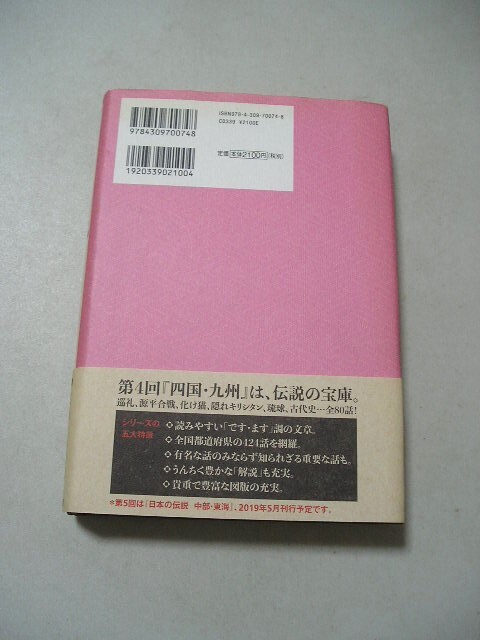 ISBN978-4-309-70074-8
C0339 ¥2100E
定価 本体2100円(税別)
9784309700748
1920339021004
第4回『四国・九州』は、伝説の宝庫。
巡礼、源平合戦、化け猫、隠れキリシタン、琉球、古代史…全80話!
シリーズの
五大特徴
◆読みやすい「です・ます」調の文章。
◆全国都道府県の424話を網羅。
◆有名な話のみならず知られざる重要な話も。
◆うんちく豊かな「解説」も充実。
◆貴重で豊富な図版の充実。
*第5回は『日本の伝説 中部・東海』、2019年5月刊行予定です。